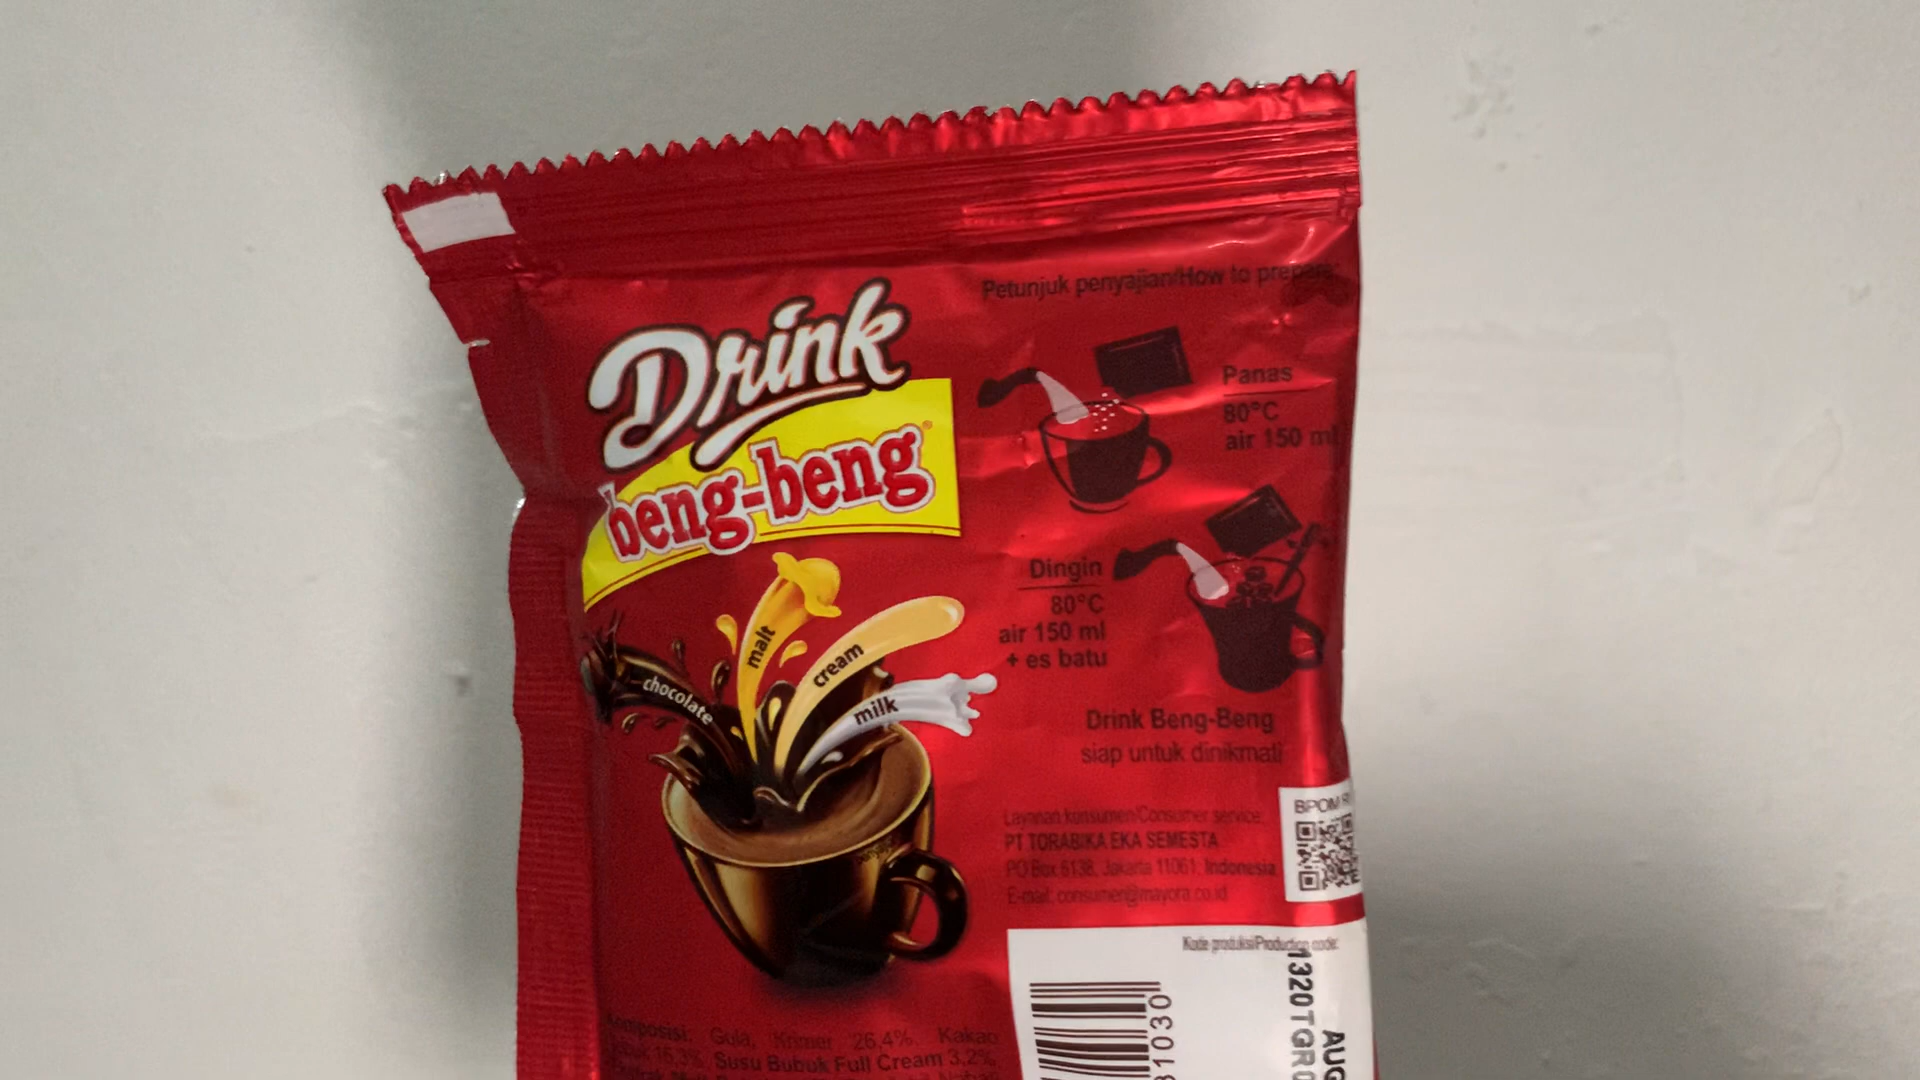 Drink
beng-beng
malt
cream
chocolate
milk
Petunjuk penyajian/How to prepare:
Panas
80°C
air 150 ml
Dingin
80°C
air 150 ml
+ es batu
Drink Beng-Beng
siap untuk dinikmati
Layanan konsumen/Consumer service:
PT TORABIKA EKA SEMESTA
PO Box 6138, Jakarta 11061, Indonesia
E-mail: consumer@mayora.co.id
BPOM RI
Kode produksi/Production code:
1320TGR0
AUG
31030
Komposisi: Gula, Krimer 26,4%, Kakao
Bubuk 16,3%, Susu Bubuk Full Cream 3,2%,